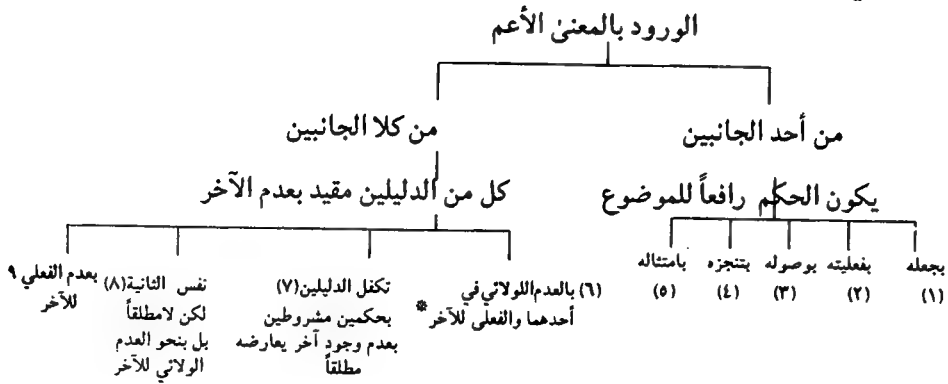 الورود بالمعنىٰ الأعم
من أحد الجانبين
من كلا الجانبين
يكون الحكم رافعاً للموضوع
كل من الدليلين مقيد بعدم الآخر
بجعله
(١)
بفعليته
(٢)
بوصوله
(٣)
بتنجزه
(٤)
بامتثاله
(٥)
(٦) بالعدم اللولائي في
أحدهما والفعلي للآخر *
تكفل الدليلين (٧)
بحكمين مشروطين
بعدم وجود آخر يعارضه
مطلقاً
نفس الثانية (٨)
لكن لامطلقاً
بل بنحو العدم
الولائي للآخر
بعدم الفعلي ٩
للآخر